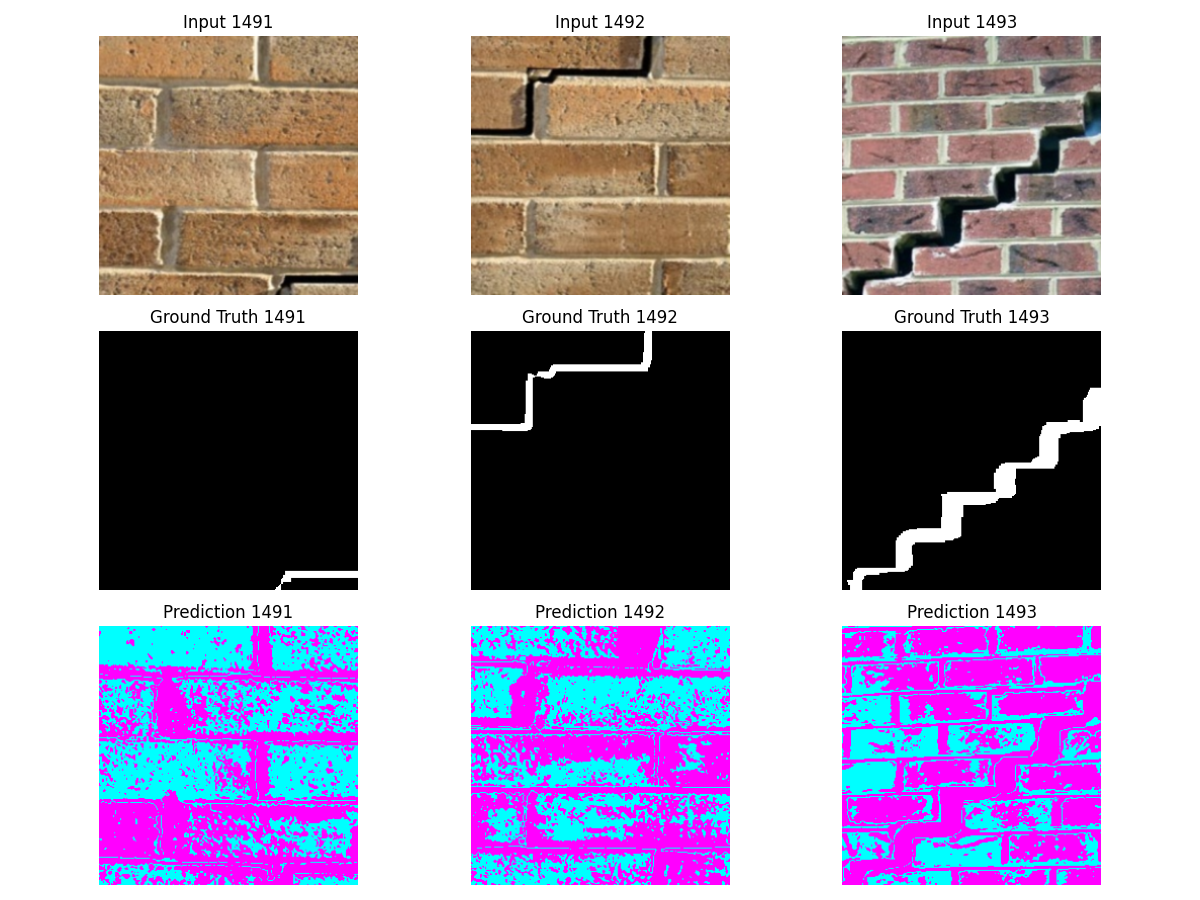 Input 1491
Input 1492
Input 1493
Ground Truth 1491
Ground Truth 1492
Ground Truth 1493
Prediction 1491
Prediction 1492
Prediction 1493